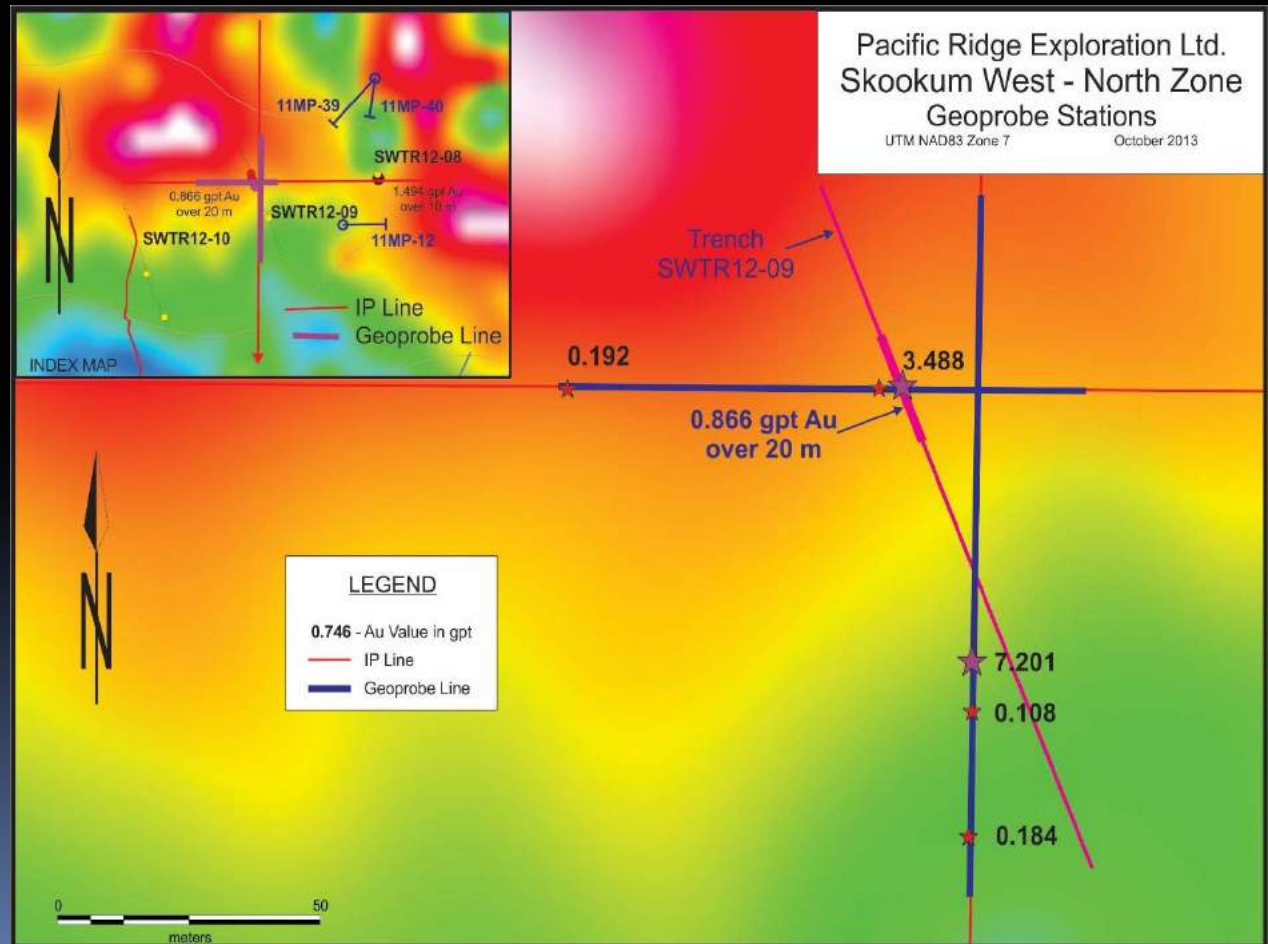 Pacific Ridge Exploration Ltd.
Skookum West - North Zone
Geoprobe Stations
UTM NAD83 Zone 7 October 2013
11MP-39
11MP-40
SWTR12-08
0.866 gpt Au
over 20 m
1.494 gpt Au
over 10 m
SWTR12-09
SWTR12-10
11MP-12
N
IP Line
Geoprobe Line
INDEX MAP
Trench
SWTR12-09
0.192
3.488
0.866 gpt Au
over 20 m
N
LEGEND
0.746 - Au Value in gpt
IP Line
Geoprobe Line
7.201
0.108
0.184
0 50
meters